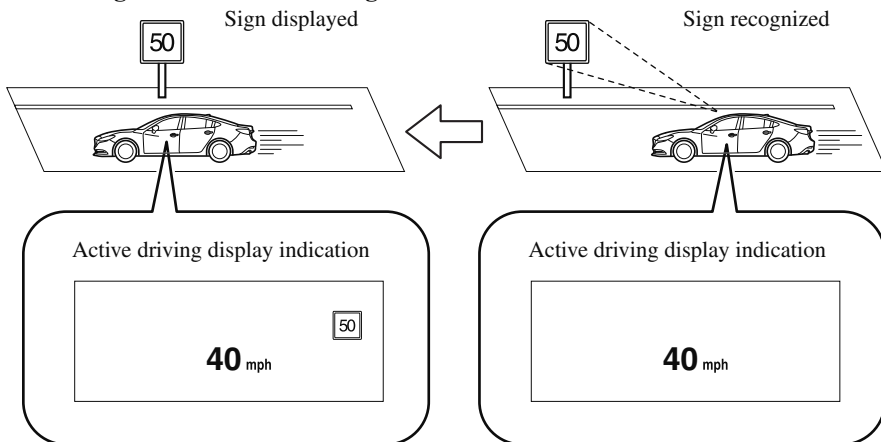 Sign displayed
Sign recognized
50
50
Active driving display indication
Active driving display indication
50
40 mph
40 mph